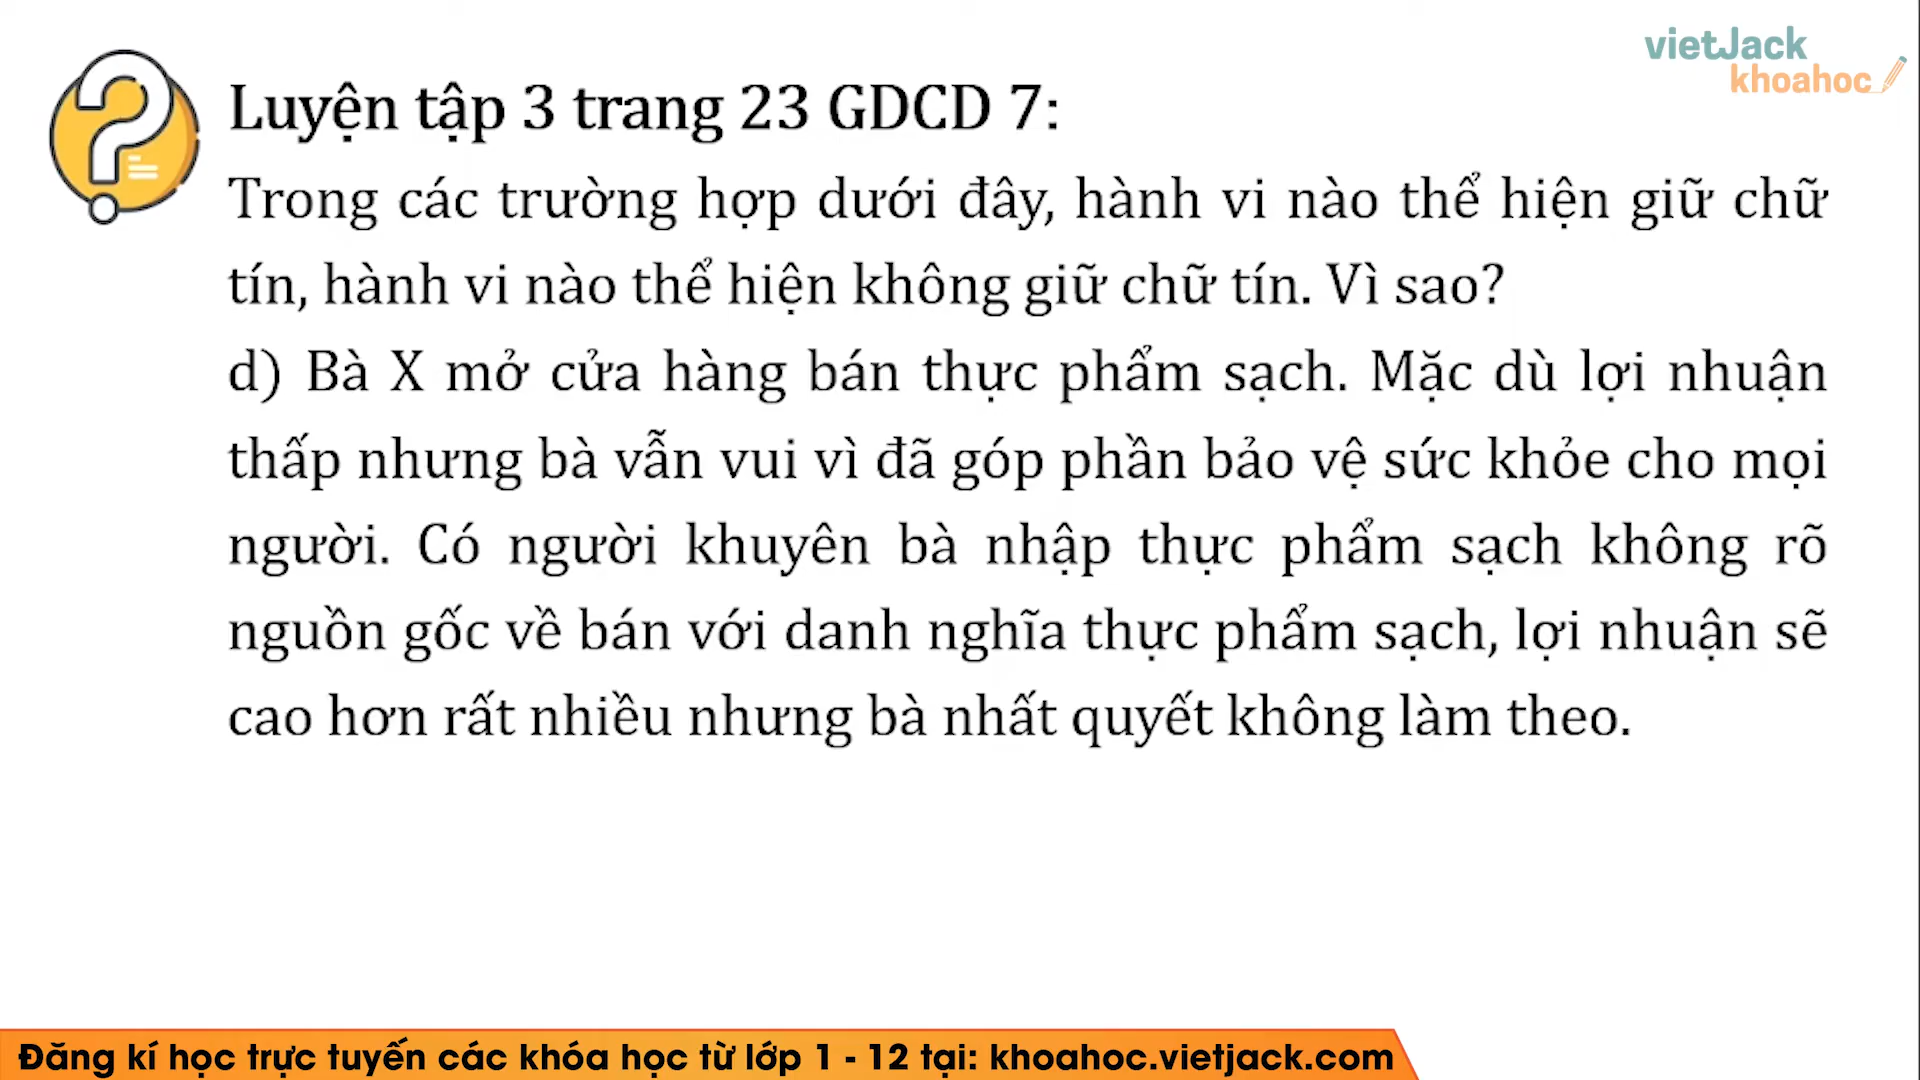 vietJack
khoahoc
Luyện tập 3 trang 23 GDCD 7:
Trong các trường hợp dưới đây, hành vi nào thể hiện giữ chữ
tín, hành vi nào thể hiện không giữ chữ tín. Vì sao?
d) Bà X mở cửa hàng bán thực phẩm sạch. Mặc dù lợi nhuận
thấp nhưng bà vẫn vui vì đã góp phần bảo vệ sức khỏe cho mọi
người. Có người khuyên bà nhập thực phẩm sạch không rõ
nguồn gốc về bán với danh nghĩa thực phẩm sạch, lợi nhuận sẽ
cao hơn rất nhiều nhưng bà nhất quyết không làm theo.
Đăng kí học trực tuyến các khóa học từ lớp 1 - 12 tại: khoahoc.vietjack.com